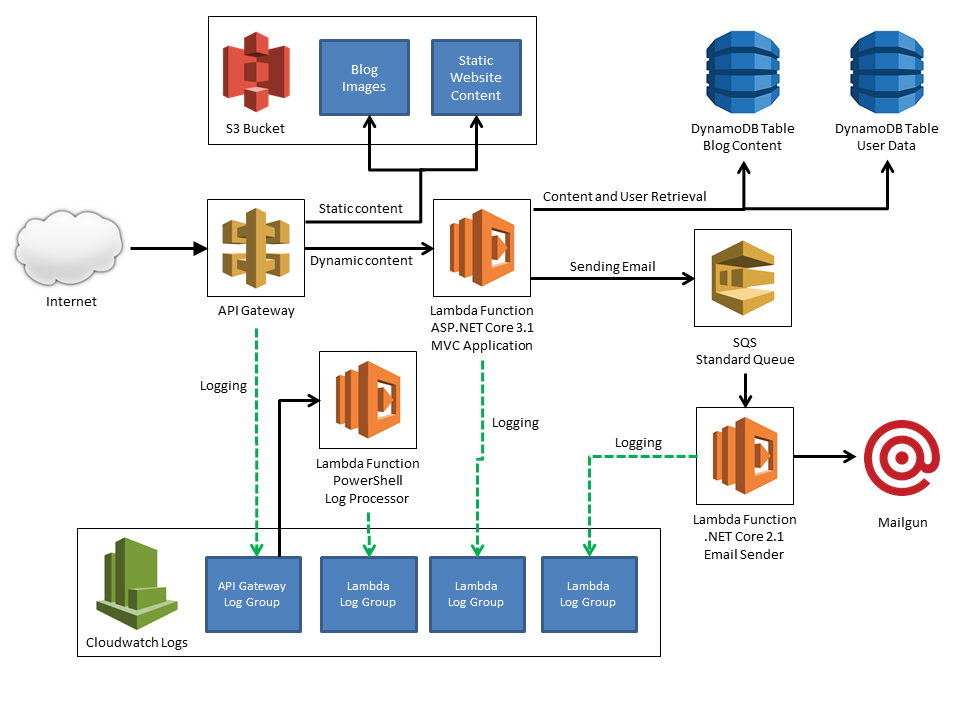 Blog
Images
Static
Website
Content
S3 Bucket
DynamoDB Table
Blog Content
DynamoDB Table
User Data
Static content
Content and User Retrieval
Dynamic content
Sending Email
Internet
API Gateway
Lambda Function
ASP.NET Core 3.1
MVC Application
SQS
Standard Queue
Logging
Logging
Logging
Lambda Function
PowerShell
Log Processor
Lambda Function
.NET Core 2.1
Email Sender
Mailgun
API Gateway
Log Group
Lambda
Log Group
Lambda
Log Group
Lambda
Log Group
Cloudwatch Logs